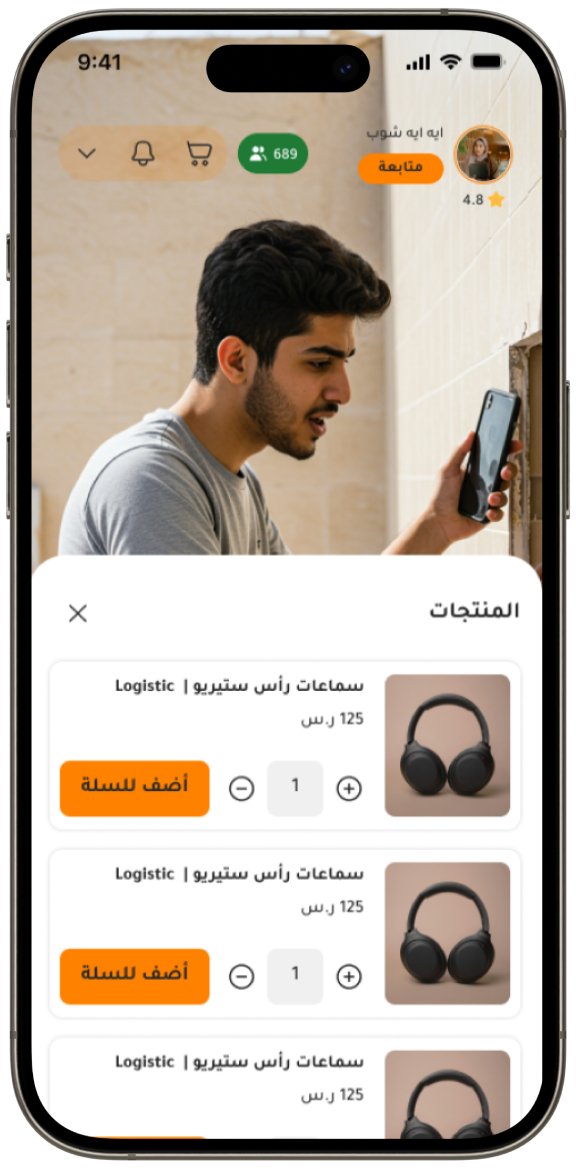 9:41
ايه ايه شوب
متابعة
689
4.8
المنتجات
سماعات رأس ستيريو | Logistic
125 ر.س
1
أضف للسلة
سماعات رأس ستيريو | Logistic
125 ر.س
1
أضف للسلة
سماعات رأس ستيريو | Logistic
125 ر.س